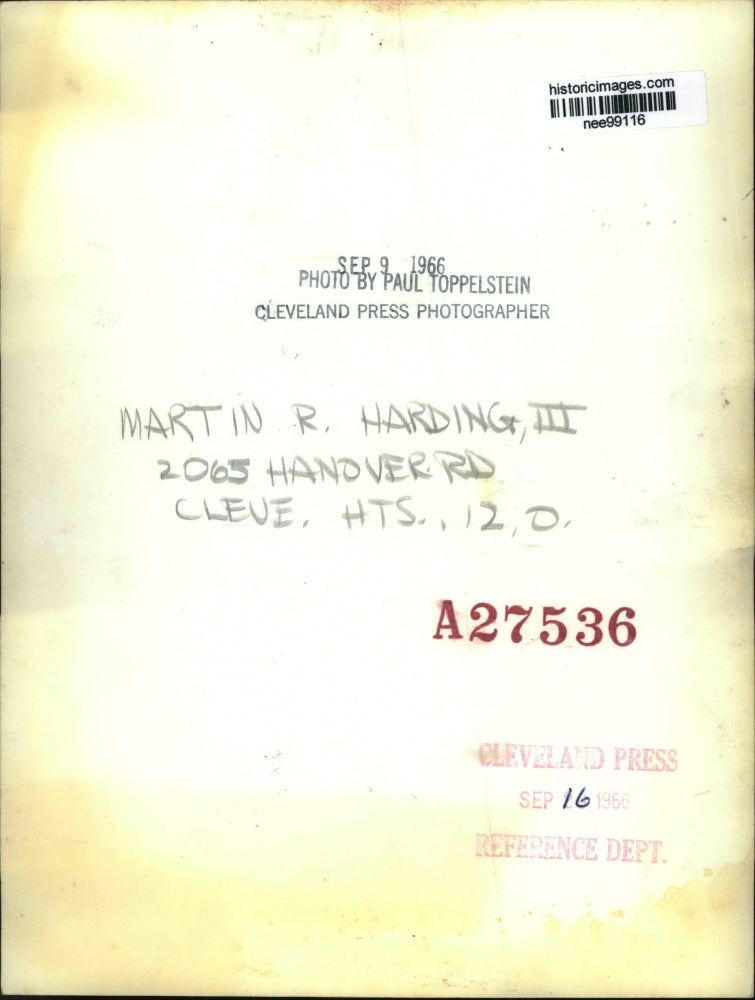 historicimages.com
nee99116
SEP 9 1966
PHOTO BY PAUL TOPPELSTEIN
CLEVELAND PRESS PHOTOGRAPHER
MARTIN R. HARDING, III
2065 HANOVER RD
CLEVE. HTS., 12, O.
A27536
CLEVELAND PRESS
SEP 16 1966
REFERENCE DEPT.